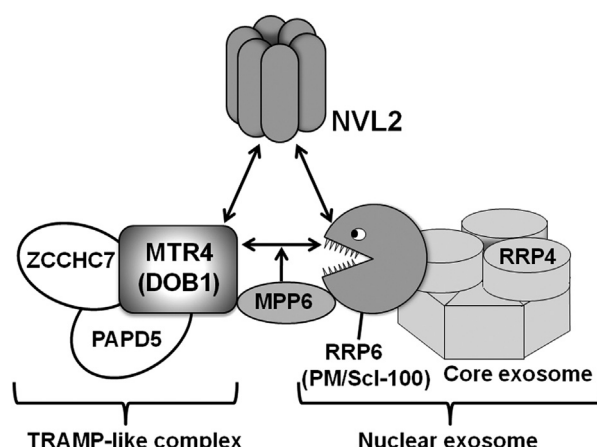 NVL2
ZCCHC7
MTR4
(DOB1)
RRP4
MPP6
PAPD5
RRP6
(PM/Scl-100)
Core exosome
TRAMP-like complex
Nuclear exosome